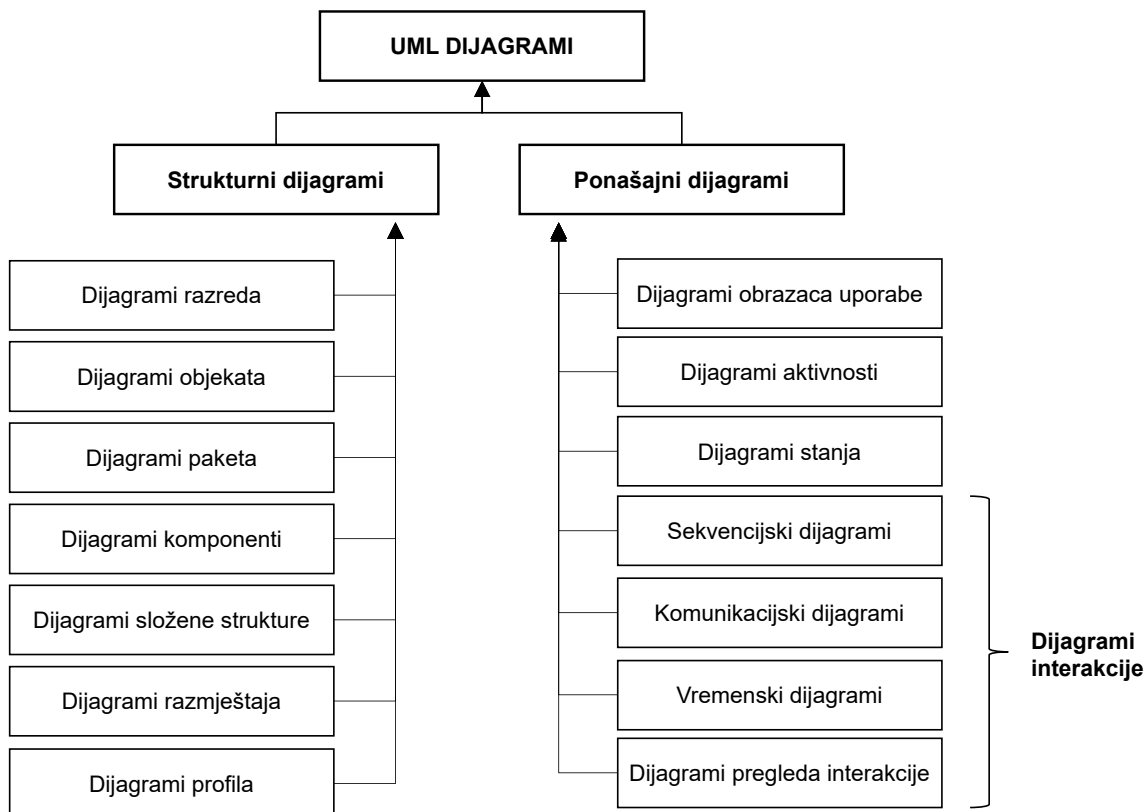 UML DIJAGRAMI
Strukturni dijagrami
Ponašajni dijagrami
Dijagrami razreda
Dijagrami objekata
Dijagrami paketa
Dijagrami komponenti
Dijagrami složene strukture
Dijagrami razmještaja
Dijagrami profila
Dijagrami obrazaca uporabe
Dijagrami aktivnosti
Dijagrami stanja
Sekvencijski dijagrami
Komunikacijski dijagrami
Vremenski dijagrami
Dijagrami pregleda interakcije
Dijagrami
interakcije